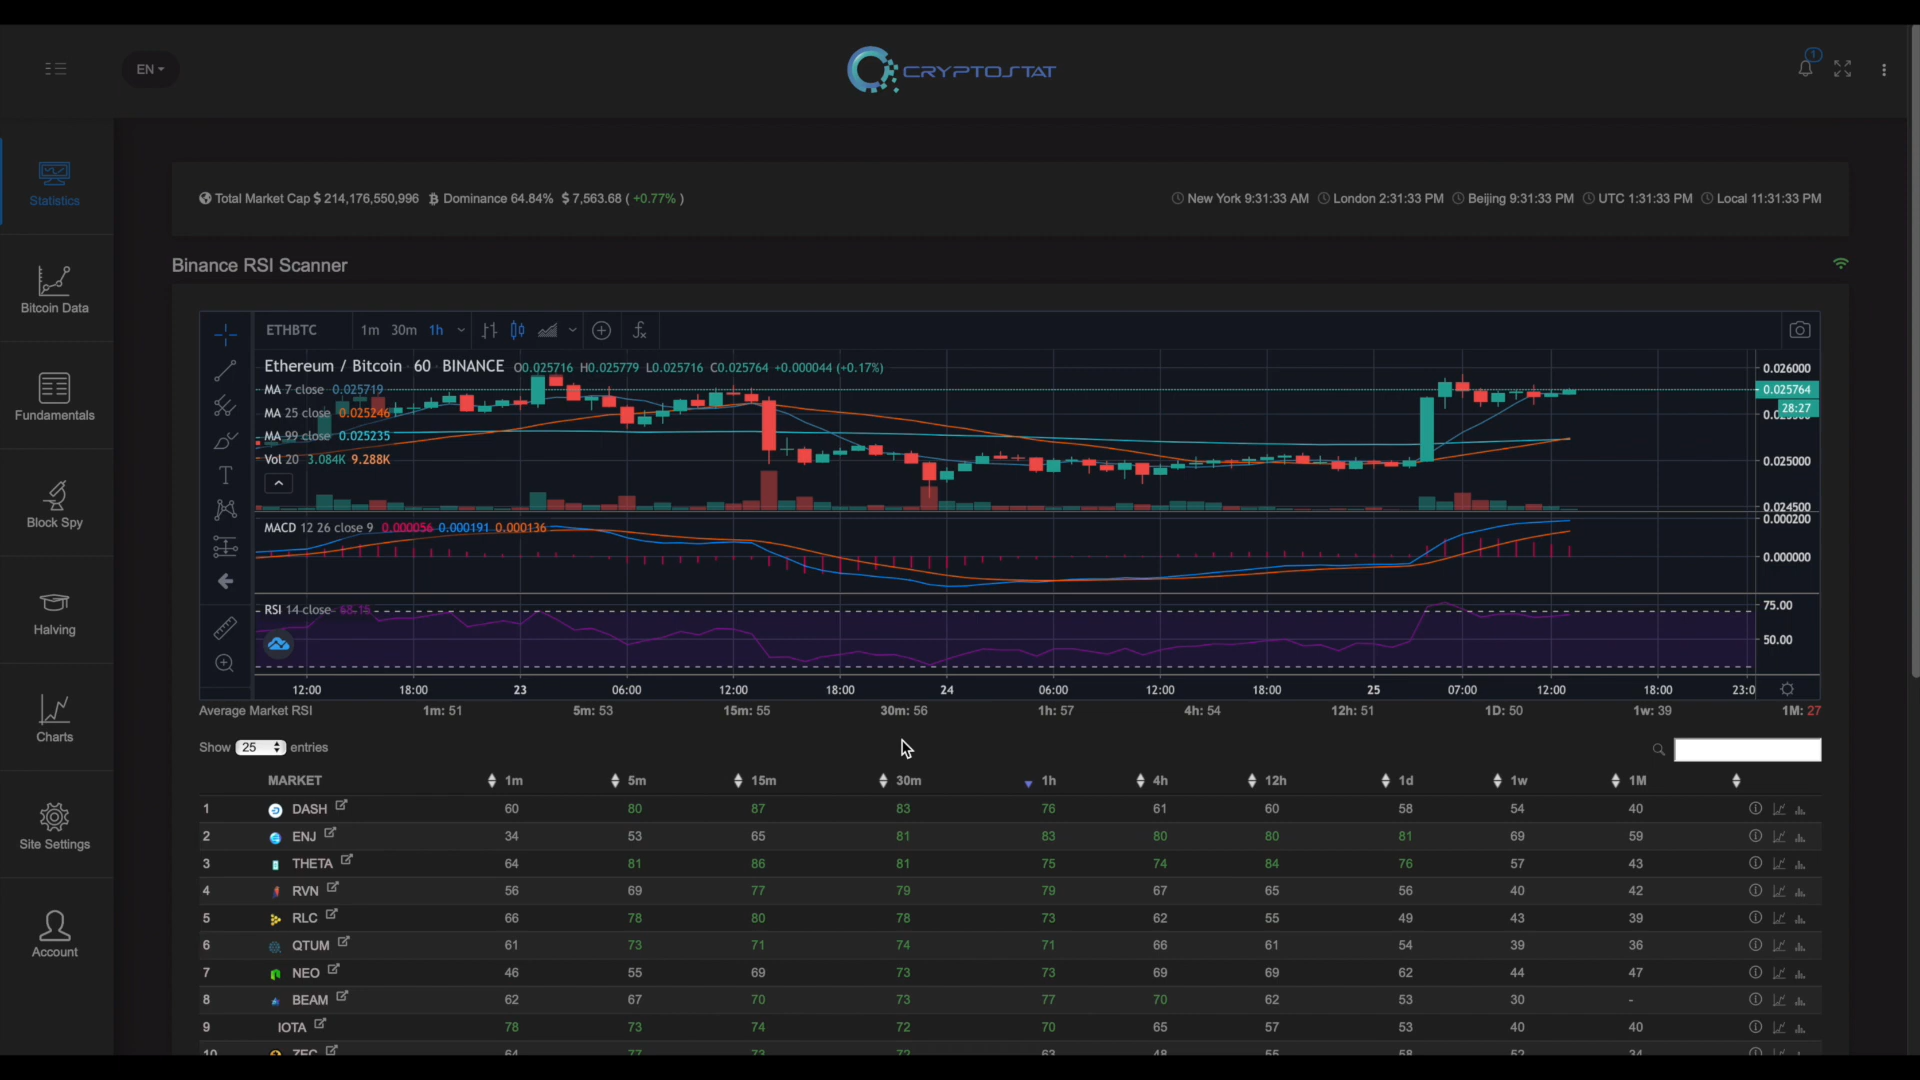 EN
CRYPTOSTAT
1
Statistics
Bitcoin Data
Fundamentals
Block Spy
Halving
Charts
Site Settings
Account
Total Market Cap $ 214,176,550,996 Dominance 64.84% $ 7,563.68 ( +0.77% )
New York 9:31:33 AM London 2:31:33 PM Beijing 9:31:33 PM UTC 1:31:33 PM Local 11:31:33 PM
Binance RSI Scanner
ETHBTC 1m 30m 1h
Ethereum / Bitcoin 60 BINANCE O0.025716 H0.025779 L0.025716 C0.025764 +0.000044 (+0.17%)
MA 7 close 0.025719
MA 25 close 0.025246
MA 99 close 0.025235
Vol 20 3.084K 9.288K
0.026000
0.025764
28:27
0.025000
0.024500
MACD 12 26 close 9 0.000056 0.000191 0.000136
0.000200
0.000000
RSI 14 close 68.15
75.00
50.00
12:00 18:00 23 06:00 12:00 18:00 24 06:00 12:00 18:00 25 07:00 12:00 18:00 23:0
Average Market RSI 1m: 51 5m: 53 15m: 55 30m: 56 1h: 57 4h: 54 12h: 51 1D: 50 1w: 39 1M: 27
Show 25 entries
MARKET 1m 5m 15m 30m 1h 4h 12h 1d 1w 1M
1 DASH 60 80 87 83 76 61 60 58 54 40
2 ENJ 34 53 65 81 83 80 80 81 69 59
3 THETA 64 81 86 81 75 74 84 76 57 43
4 RVN 56 69 77 79 79 67 65 56 40 42
5 RLC 66 78 80 78 73 62 55 49 43 39
6 QTUM 61 73 71 74 71 66 61 54 39 36
7 NEO 46 55 69 73 73 69 69 62 44 47
8 BEAM 62 67 70 73 77 70 62 53 30 -
9 IOTA 78 73 74 72 70 65 57 53 40 40
10 ZEC 64 77 73 72 63 48 55 58 52 34